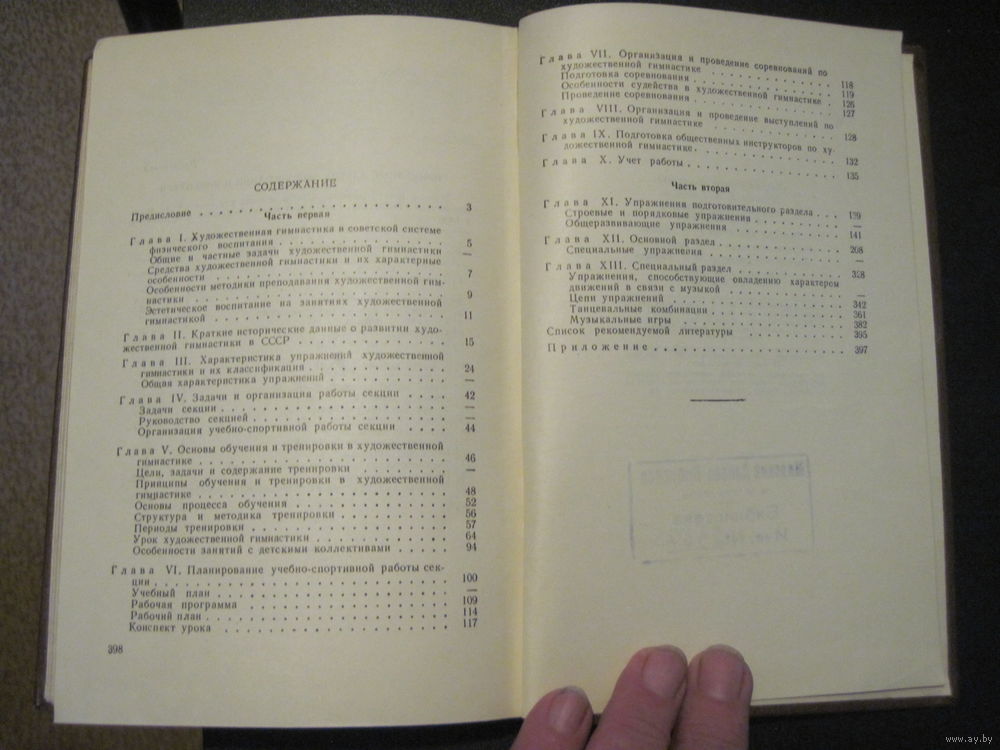 СОДЕРЖАНИЕ
Предисловие . . . . . . . . . . . . . . . . . . . . 3
Часть первая
Глава I. Художественная гимнастика в советской системе
физического воспитания . . . . . . . . . . . . 5
Общие и частные задачи художественной гимнастики —
Средства художественной гимнастики и их характерные
особенности . . . . . . . . . . . . . . . . . . 7
Особенности методики преподавания художественной гим-
настики . . . . . . . . . . . . . . . . . . . . 9
Эстетическое воспитание на занятиях художественной
гимнастикой . . . . . . . . . . . . . . . . . . 11
Глава II. Краткие исторические данные о развитии худо-
жественной гимнастики в СССР . . . . . . . . . . 15
Глава III. Характеристика упражнений художественной
гимнастики и их классификация . . . . . . . . . . 24
Общая характеристика упражнений . . . . . . . . . —
Глава IV. Задачи и организация работы секции . . . . 42
Задачи секции . . . . . . . . . . . . . . . . . . —
Руководство секцией . . . . . . . . . . . . . . . —
Организация учебно-спортивной работы секции . . . . 44
Глава V. Основы обучения и тренировки в художественной
гимнастике . . . . . . . . . . . . . . . . . . . 46
Цели, задачи и содержание тренировки . . . . . . . —
Принципы обучения и тренировки в художественной
гимнастике . . . . . . . . . . . . . . . . . . . 48
Основы процесса обучения . . . . . . . . . . . . 52
Структура и методика тренировки . . . . . . . . . 56
Периоды тренировки . . . . . . . . . . . . . . . 57
Урок художественной гимнастики . . . . . . . . . . 64
Особенности занятий с детскими коллективами . . . . . 94
Глава VI. Планирование учебно-спортивной работы сек-
ции . . . . . . . . . . . . . . . . . . . . . . 100
Учебный план . . . . . . . . . . . . . . . . . . —
Рабочая программа . . . . . . . . . . . . . . . . 109
Рабочий план . . . . . . . . . . . . . . . . . . 114
Конспект урока . . . . . . . . . . . . . . . . . 117
398
Глава VII. Организация и проведение соревнований по
художественной гимнастике . . . . . . . . . . . . 118
Подготовка соревнования . . . . . . . . . . . . . 119
Особенности судейства в художественной гимнастике . 126
Проведение соревнования . . . . . . . . . . . . . 127
Глава VIII. Организация и проведение выступлений по
художественной гимнастике . . . . . . . . . . . . 128
Глава IX. Подготовка общественных инструкторов по ху-
дожественной гимнастике . . . . . . . . . . . . . 132
Глава X. Учет работы . . . . . . . . . . . . . . 135
Часть вторая
Глава XI. Упражнения подготовительного раздела . . . 139
Строевые и порядковые упражнения . . . . . . . . . —
Общеразвивающие упражнения . . . . . . . . . . . 141
Глава XII. Основной раздел . . . . . . . . . . . 268
Специальные упражнения . . . . . . . . . . . . . —
Глава XIII. Специальный раздел . . . . . . . . . 328
Упражнения, способствующие овладению характером
движений в связи с музыкой . . . . . . . . . . . —
Цепи упражнений . . . . . . . . . . . . . . . . 342
Танцевальные комбинации . . . . . . . . . . . . 361
Музыкальные игры . . . . . . . . . . . . . . . . 382
Список рекомендуемой литературы . . . . . . . . . 395
Приложение . . . . . . . . . . . . . . . . . . . 397
www.ay.by